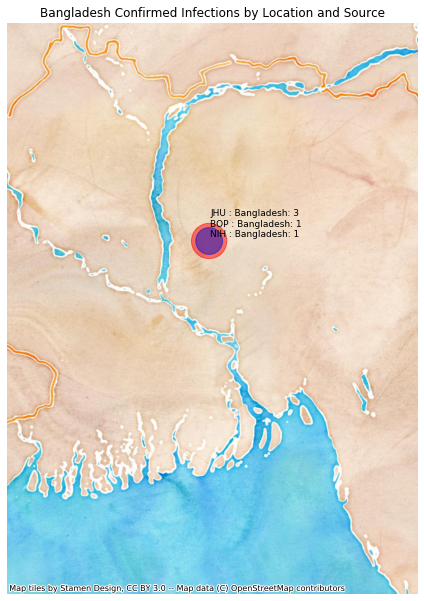 Bangladesh Confirmed Infections by Location and Source
JHU : Bangladesh: 3
BOP : Bangladesh: 1
NIH : Bangladesh: 1
Map tiles by Stamen Design, CC BY 3.0 -- Map data (C) OpenStreetMap contributors